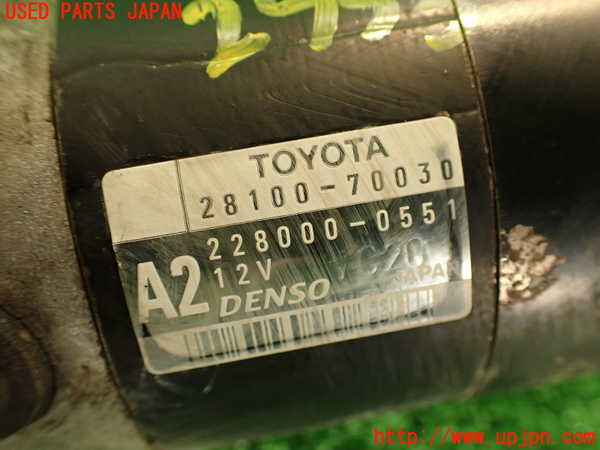 USED PARTS JAPAN
TOYOTA
28100-70030
228000-0551
A2
12V
DENSO
JAPAN
http://www.upjpn.com